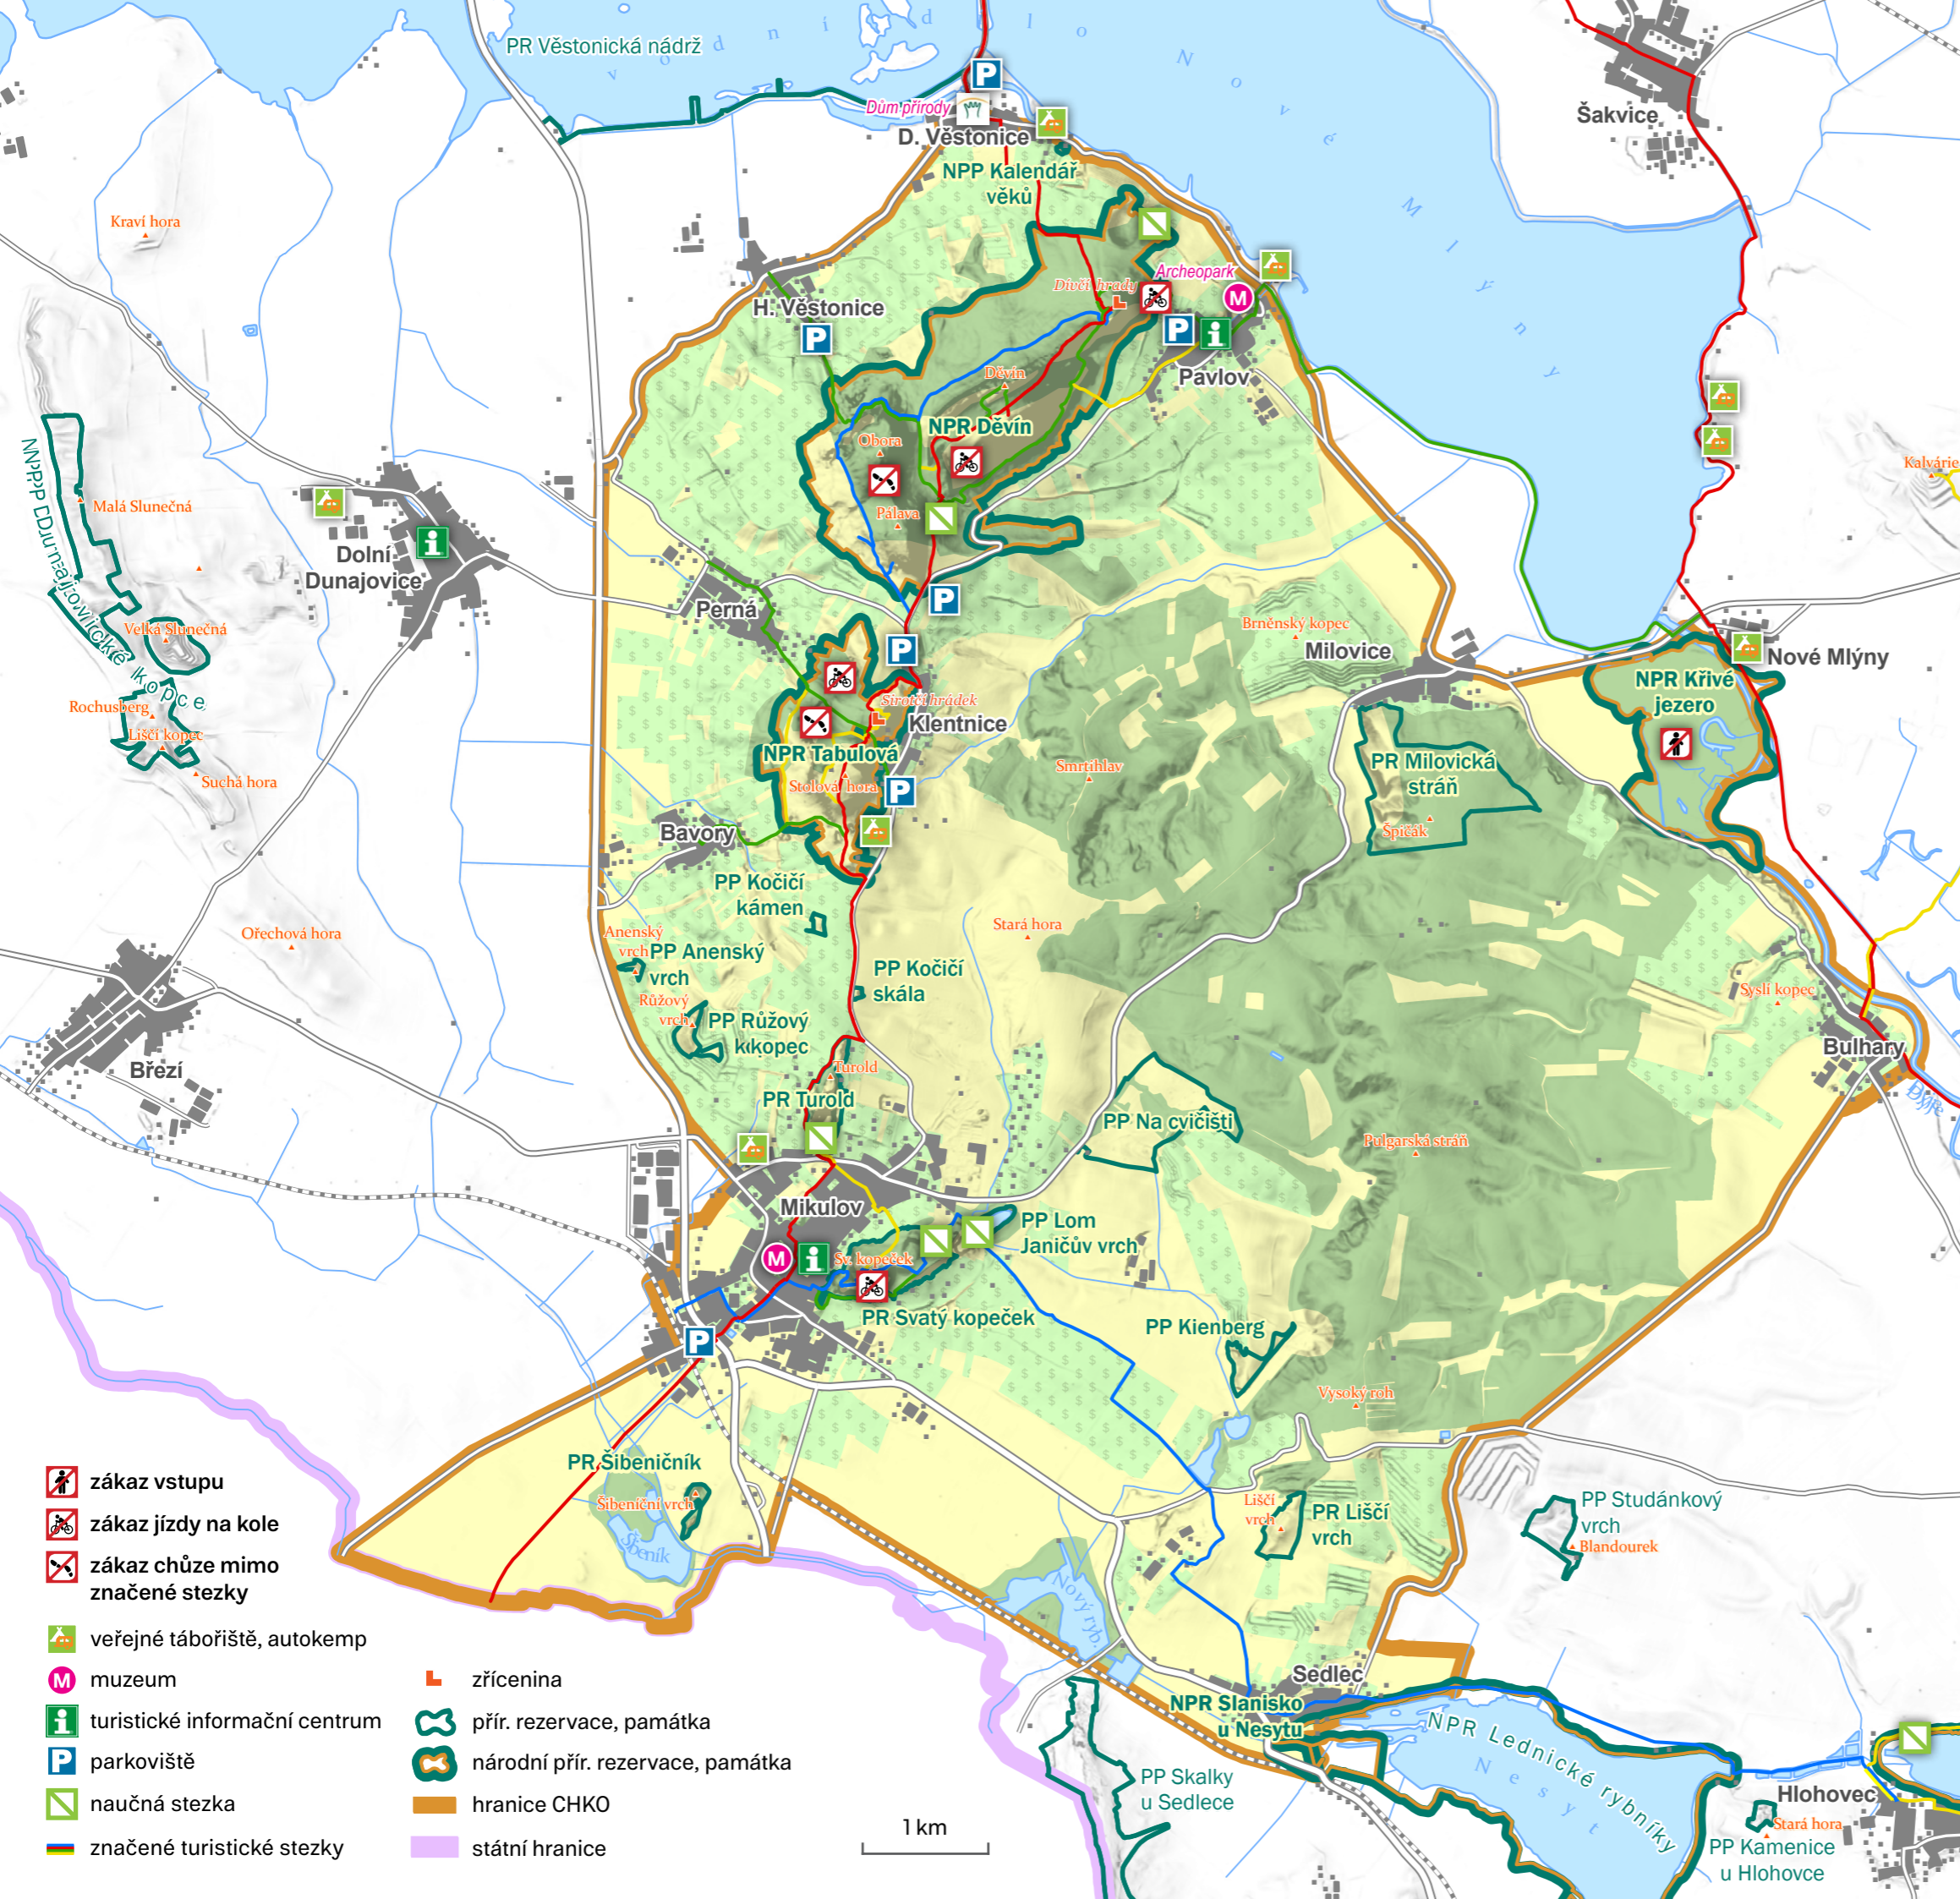 PR Věstonická nádrž
vodní dílo Nové Mlýny
Šakvice
Dům přírody
D. Věstonice
NPP Kalendář
věků
Kraví hora
Archeopark
Dívčí hrady
M
H. Věstonice
P
P
P
i
Pavlov
Děvín
NPR Děvín
Obora
Kalvárie
Malá Slunečná
Pálava
Dolní
Dunajovice
i
P
Perná
Brněnský kopec
Velká Slunečná
P
Milovice
Nové Mlýny
kopce
Rochusberg
NPR Křivé
jezero
Sirotčí hrádek
Klentnice
Liščí kopec
NPR Tabulová
PR Milovická
stráň
Smrtihlav
Suchá hora
Stolová hora
P
Špičák
Bavory
PP Kočičí
kámen
Ořechová hora
Anenský
vrch
PP Anenský
vrch
Stará hora
PP Kočičí
skála
Růžový
vrch
PP Růžový
kkopec
Syslí kopec
Bulhary
Březí
Turold
PR Turold
Dyje
PP Na cvičišti
Pulgarská stráň
Mikulov
PP Lom
Janičův vrch
M
i
Sv. kopeček
PR Svatý kopeček
PP Kienberg
P
Vysoký roh
PR Šibeničník
Šibeniční vrch
Šibeník
Liščí
vrch
PR Liščí
vrch
PP Studánkový
vrch
Blandourek
Nový ryb.
Sedlec
NPR Slanisko
u Nesytu
NPR Lednické rybníky
Nesyt
PP Skalky
u Sedlece
Hlohovec
Stará hora
PP Kamenice
u Hlohovce
zákaz vstupu
zákaz jízdy na kole
zákaz chůze mimo
značené stezky
veřejné tábořiště, autokemp
M muzeum
i turistické informační centrum
P parkoviště
naučná stezka
značené turistické stezky
zřícenina
přír. rezervace, památka
národní přír. rezervace, památka
hranice CHKO
státní hranice
1 km